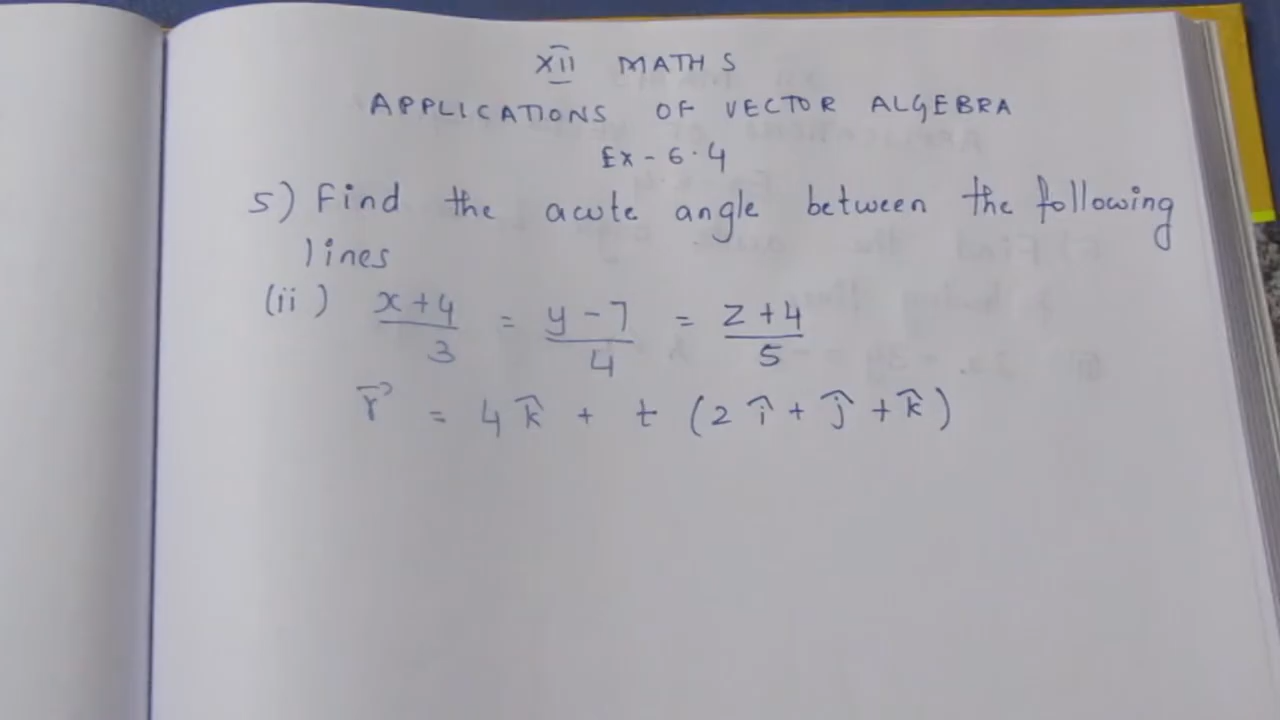 XII MATHS
APPLICATIONS OF VECTOR ALGEBRA
Ex - 6.4
5) Find the acute angle between the following
lines
(ii) x+4/3 = y-7/4 = z+4/5
r⃗ = 4k̂ + t (2î + ĵ + k̂)